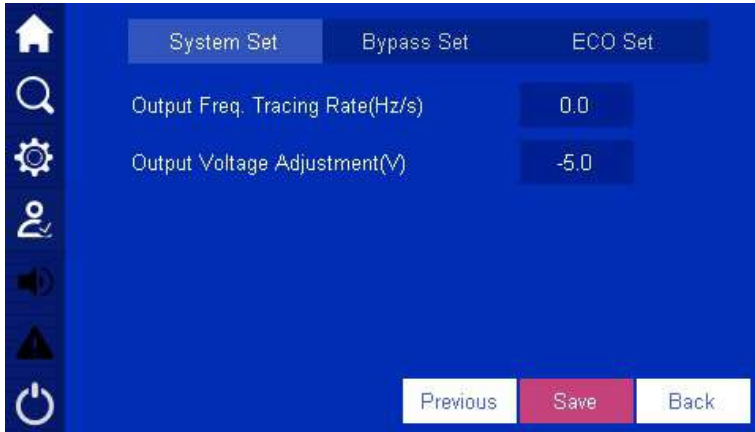 System Set Bypass Set ECO Set
Output Freq. Tracing Rate(Hz/s) 0.0
Output Voltage Adjustment(V) -5.0
Previous Save Back